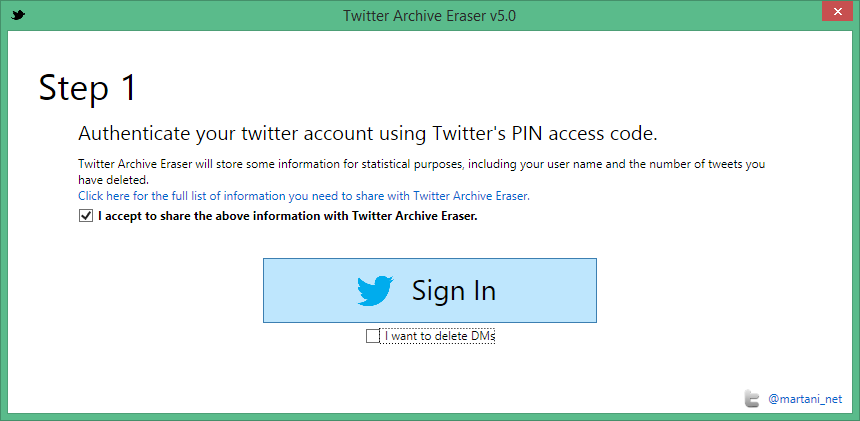 Twitter Archive Eraser v5.0
Step 1
Authenticate your twitter account using Twitter's PIN access code.
Twitter Archive Eraser will store some information for statistical purposes, including your user name and the number of tweets you
have deleted.
Click here for the full list of information you need to share with Twitter Archive Eraser.
I accept to share the above information with Twitter Archive Eraser.
Sign In
I want to delete DMs
@martani_net